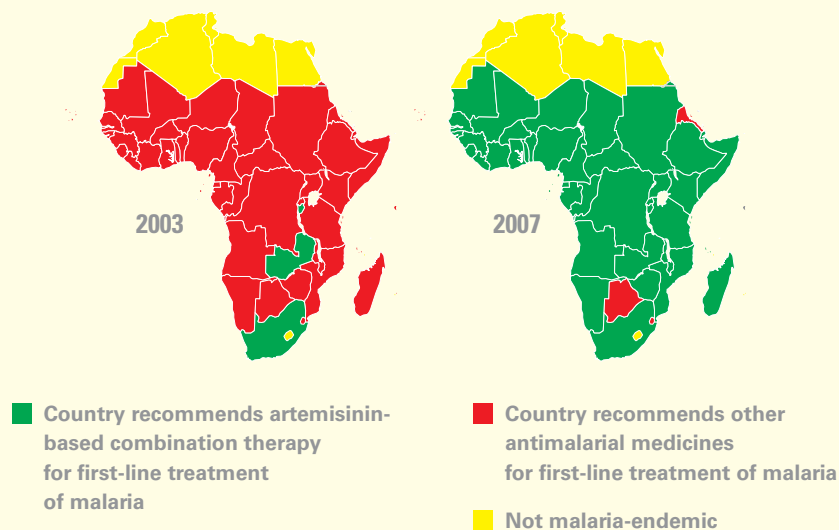 2003
2007
Country recommends artemisinin-
based combination therapy
for first-line treatment
of malaria
Country recommends other
antimalarial medicines
for first-line treatment of malaria
Not malaria-endemic